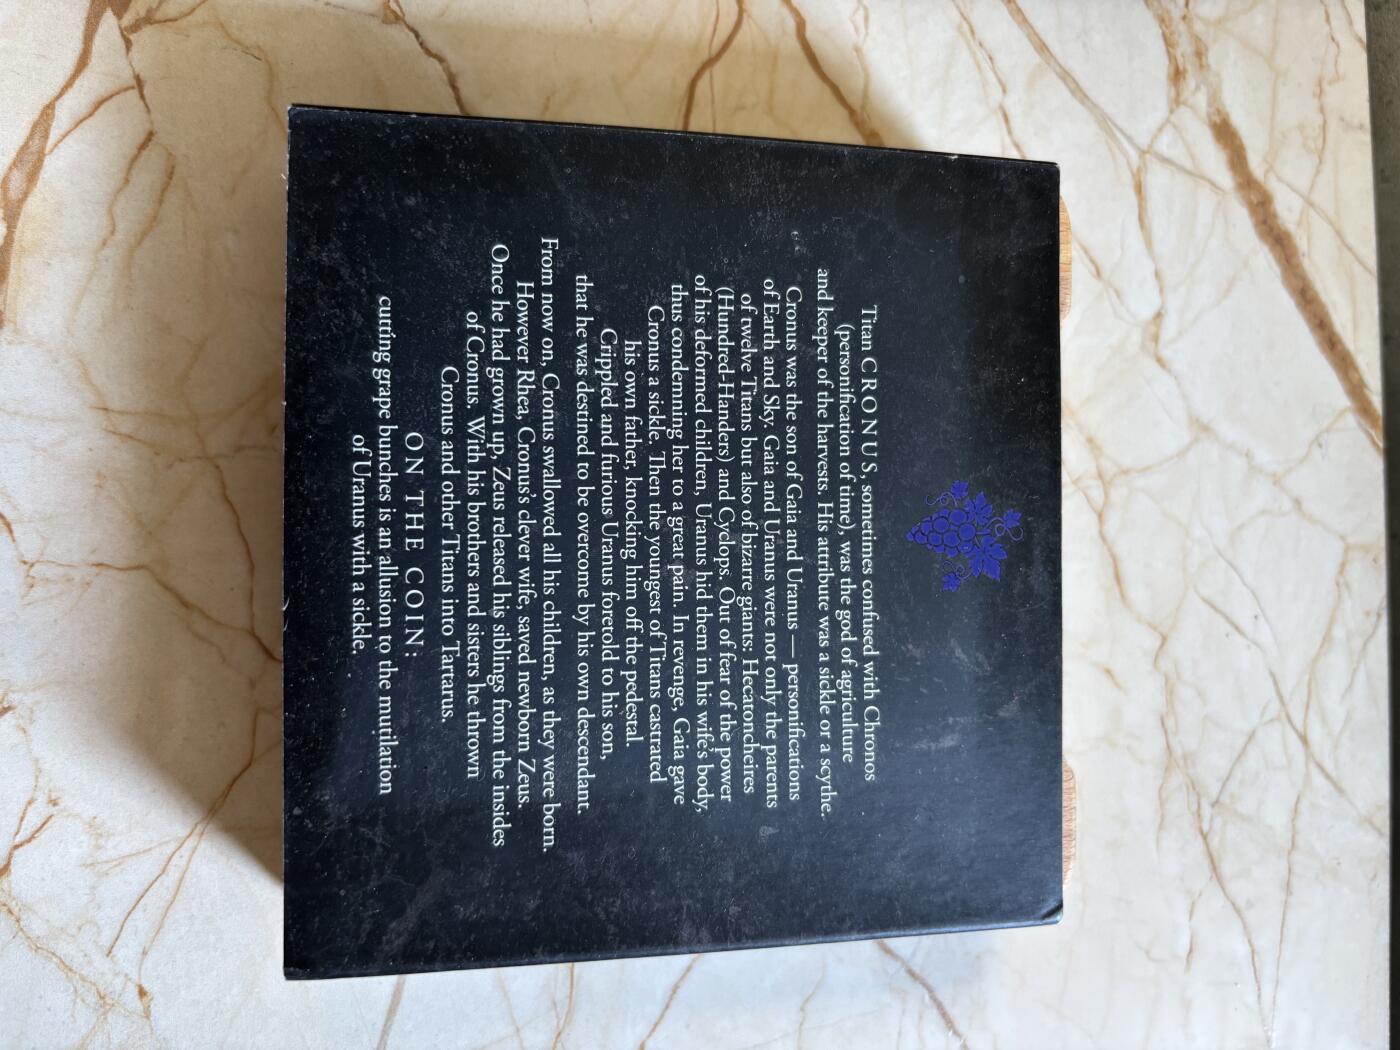 Titan CRONUS, sometimes confused with Chronos
(personification of time), was the god of agriculture
and keeper of the harvests. His attribute was a sickle or a scythe.
Cronus was the son of Gaia and Uranus — personifications
of Earth and Sky. Gaia and Uranus were not only the parents
of twelve Titans but also of bizarre giants: Hecatoncheires
(Hundred-Handers) and Cyclops. Out of fear of the power
of his deformed children, Uranus hid them in his wife's body,
thus condemning her to a great pain. In revenge, Gaia gave
Cronus a sickle. Then the youngest of Titans castrated
his own father, knocking him off the pedestal.
Crippled and furious Uranus foretold to his son,
that he was destined to be overcome by his own descendant.
From now on, Cronus swallowed all his children, as they were born.
However Rhea, Cronus's clever wife, saved newborn Zeus.
Once he had grown up, Zeus released his siblings from the insides
of Cronus. With his brothers and sisters he thrown
Cronus and other Titans into Tartarus.
ON THE COIN:
cutting grape bunches is an allusion to the mutilation
of Uranus with a sickle.